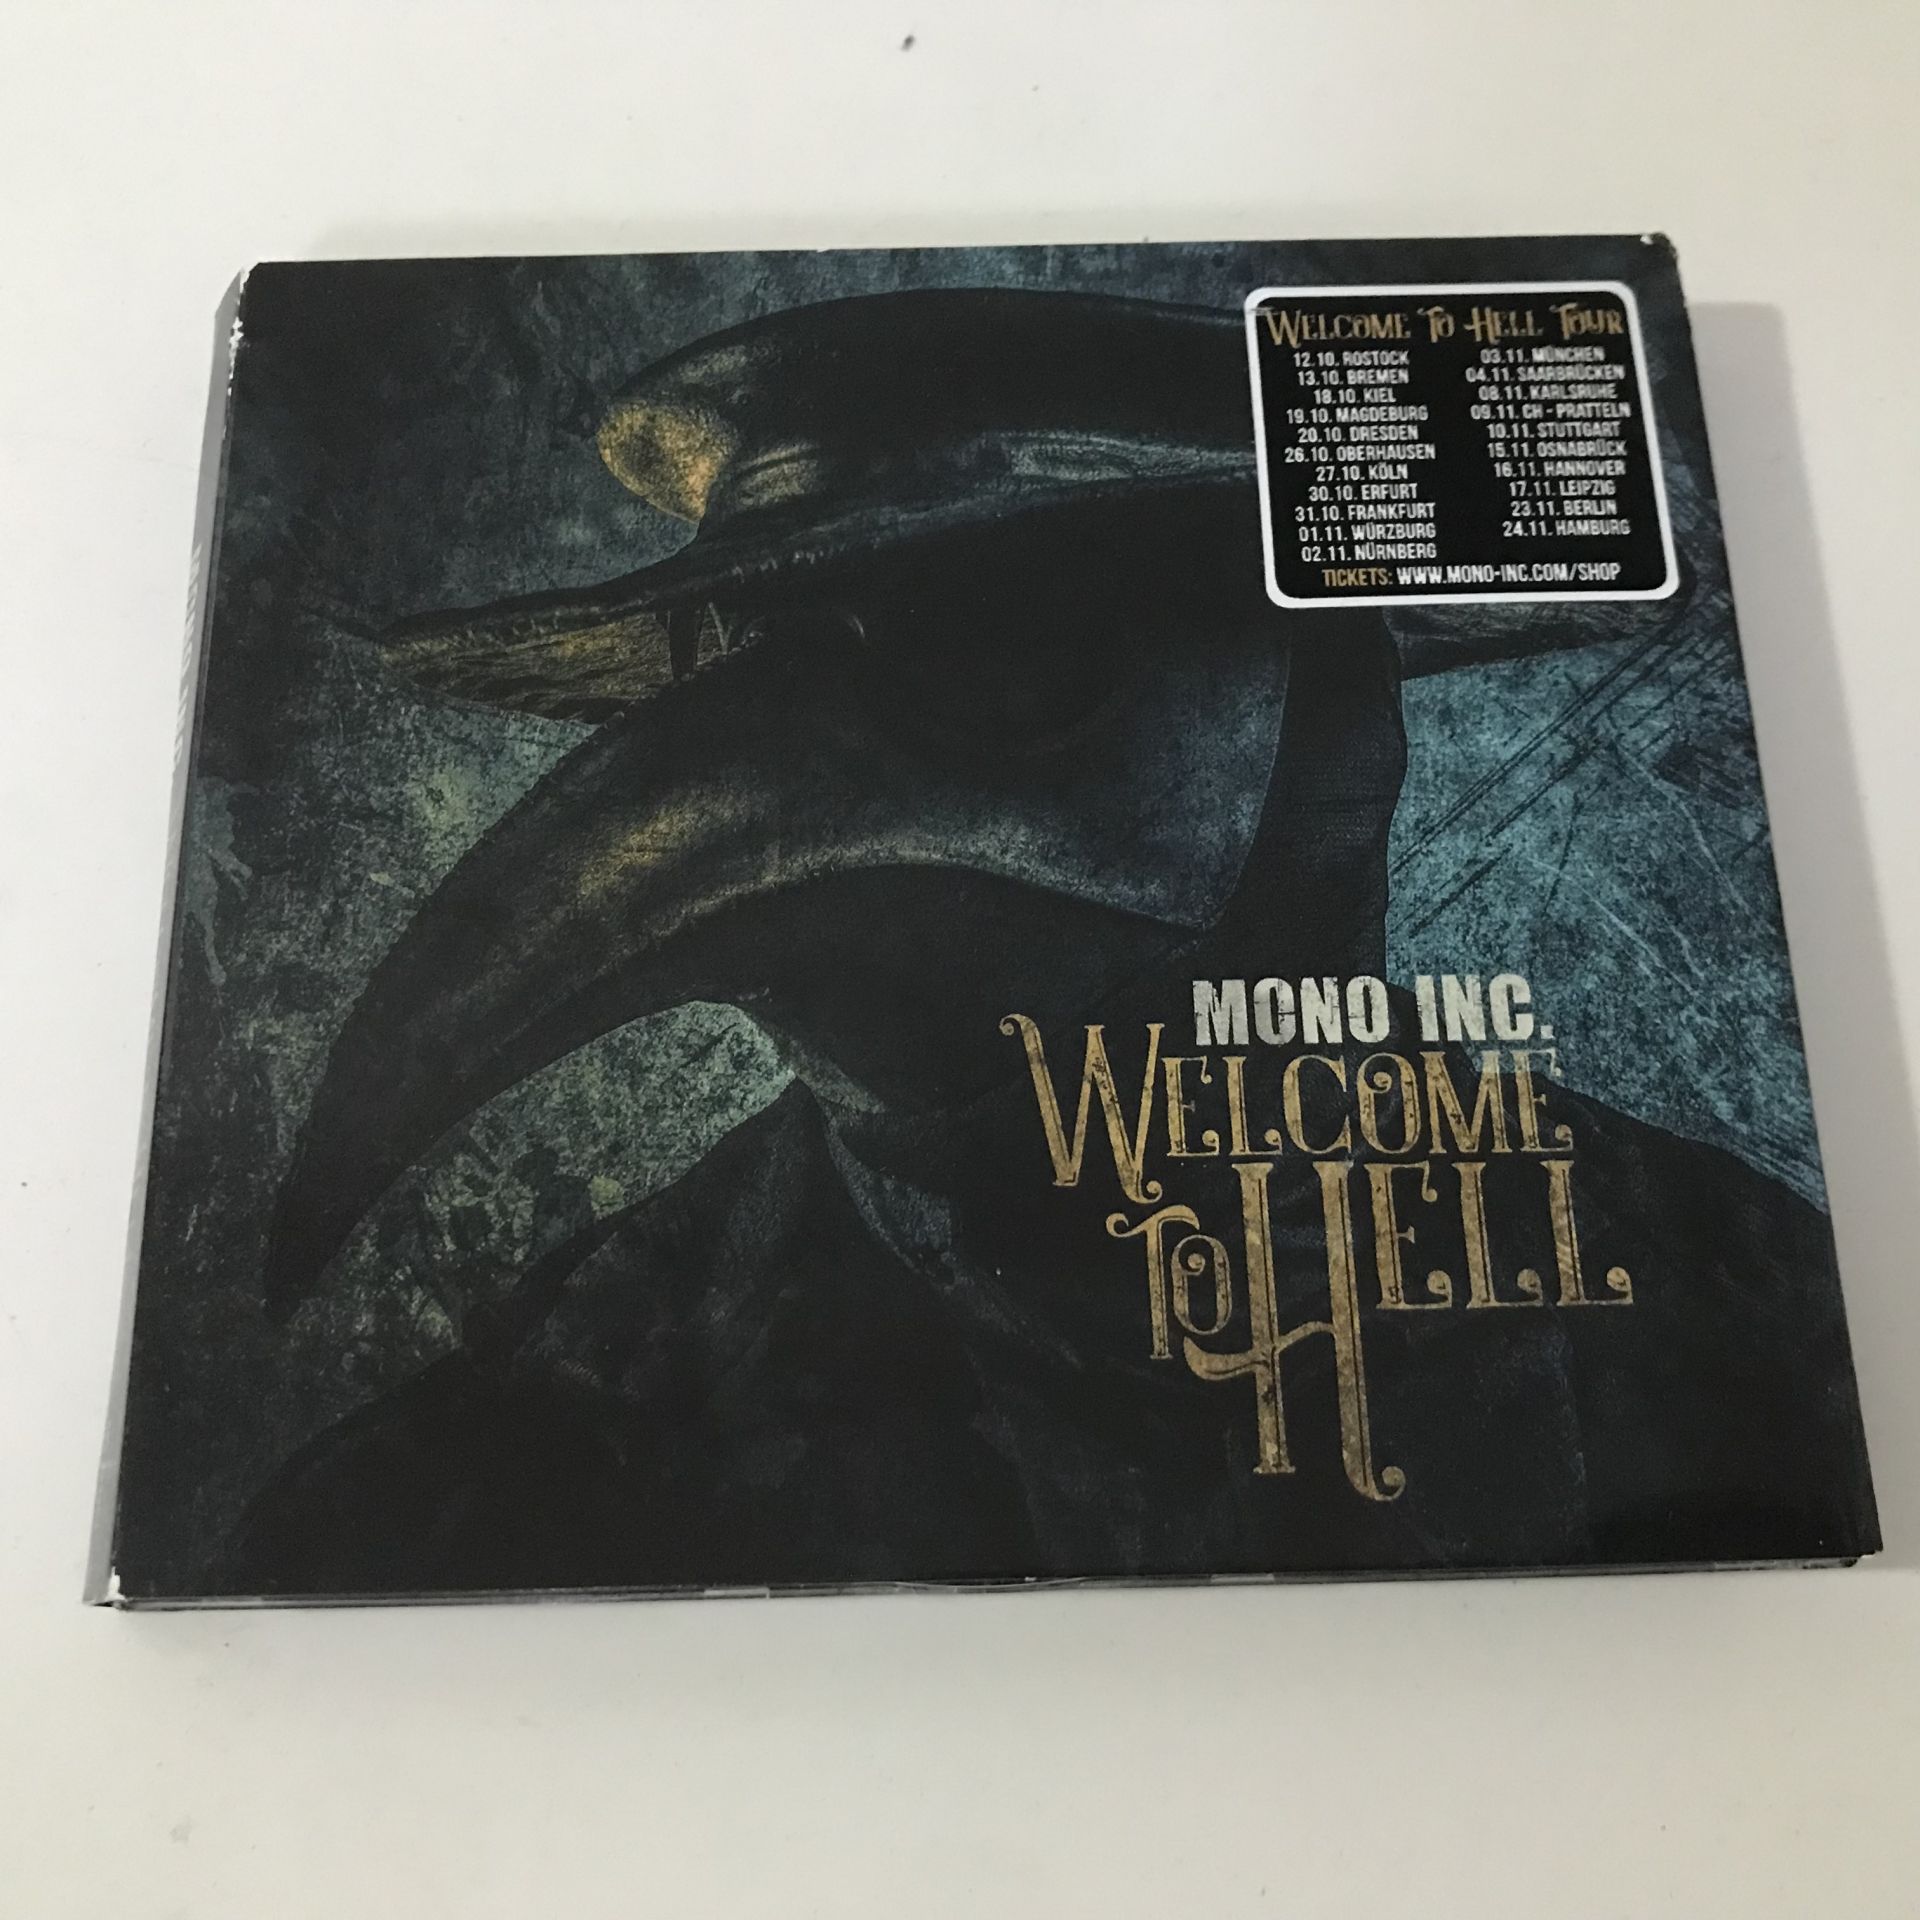 WELCOME TO HELL TOUR
12.10. ROSTOCK
13.10. BREMEN
18.10. KIEL
19.10. MAGDEBURG
20.10. DRESDEN
26.10. OBERHAUSEN
27.10. KÖLN
30.10. ERFURT
31.10. FRANKFURT
01.11. WÜRZBURG
02.11. NÜRNBERG
03.11. MÜNCHEN
04.11. SAARBRÜCKEN
08.11. KARLSRUHE
09.11. CH - PRATTELN
10.11. STUTTGART
15.11. OSNABRÜCK
16.11. HANNOVER
17.11. LEIPZIG
23.11. BERLIN
24.11. HAMBURG
TICKETS: WWW.MONO-INC.COM/SHOP
MONO INC.
WELCOME
TO HELL